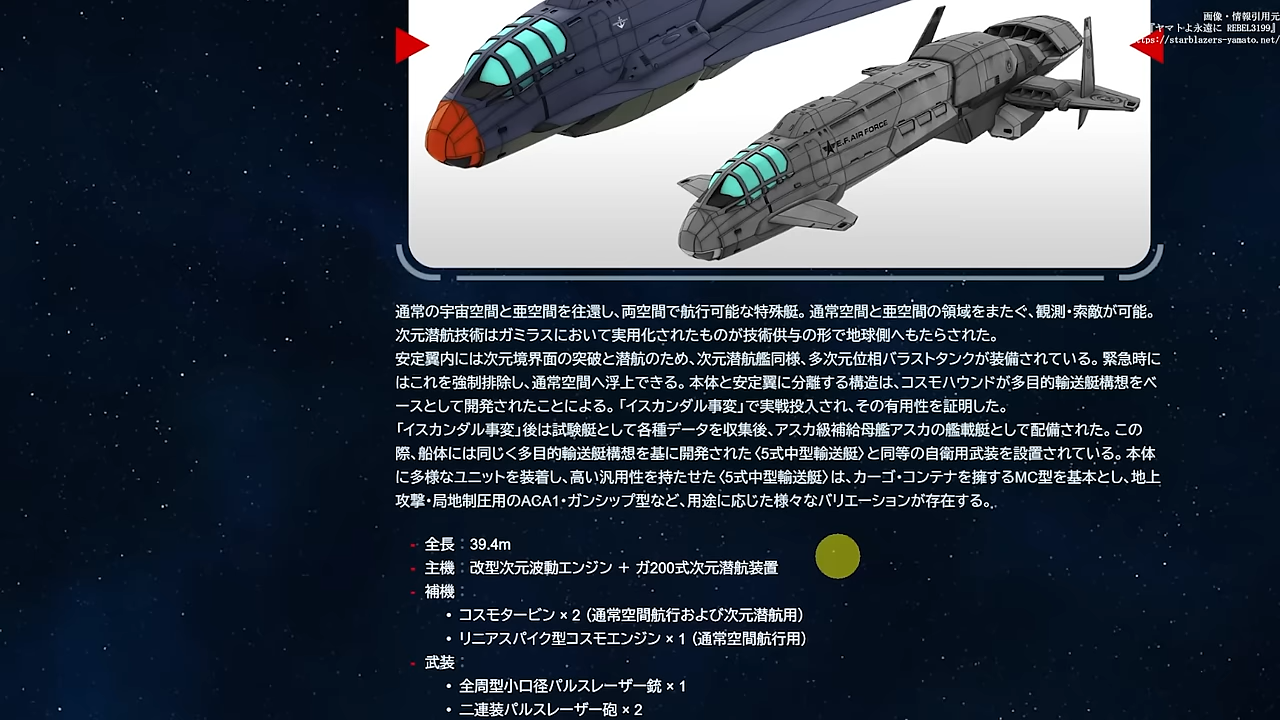 画像・情報引用元
『ヤマトよ永遠に REBEL3199』
https://starblazers-yamato.net/
E.F.AIR FORCE
通常の宇宙空間と亜空間を往還し、両空間で航行可能な特殊艇。通常空間と亜空間の領域をまたぐ、観測・索敵が可能。
次元潜航技術はガミラスにおいて実用化されたものが技術供与の形で地球側へもたらされた。
安定翼内には次元境界面の突破と潜航のため、次元潜航艦同様、多次元位相バラストタンクが装備されている。緊急時に
はこれを強制排除し、通常空間へ浮上できる。本体と安定翼に分離する構造は、コスモハウンドが多目的輸送艇構想をベ
ースとして開発されたことによる。「イスカンダル事変」で実戦投入され、その有用性を証明した。
「イスカンダル事変」後は試験艇として各種データを収集後、アスカ級補給母艦アスカの艦載艇として配備された。この
際、船体には同じく多目的輸送艇構想を基に開発された〈5式中型輸送艇〉と同等の自衛用武装を設置されている。本体
に多様なユニットを装着し、高い汎用性を持たせた〈5式中型輸送艇〉は、カーゴ・コンテナを擁するMC型を基本とし、地上
攻撃・局地制圧用のACA1・ガンシップ型など、用途に応じた様々なバリエーションが存在する。
- 全長：39.4m
- 主機：改型次元波動エンジン ＋ ガ200式次元潜航装置
- 補機：
• コスモタービン × 2（通常空間航行および次元潜航用）
• リニアスパイク型コスモエンジン × 1（通常空間航行用）
- 武装：
• 全周型小口径パルスレーザー銃 × 1
• 二連装パルスレーザー砲 × 2